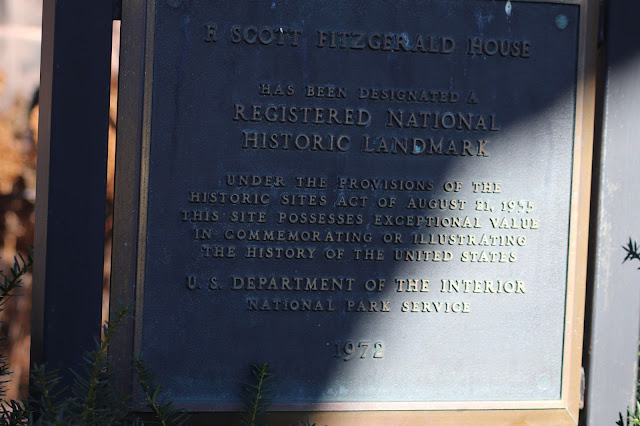 F. SCOTT FITZGERALD HOUSE
HAS BEEN DESIGNATED A
REGISTERED NATIONAL
HISTORIC LANDMARK
UNDER THE PROVISIONS OF THE
HISTORIC SITES ACT OF AUGUST 21, 1935
THIS SITE POSSESSES EXCEPTIONAL VALUE
IN COMMEMORATING OR ILLUSTRATING
THE HISTORY OF THE UNITED STATES
U. S. DEPARTMENT OF THE INTERIOR
NATIONAL PARK SERVICE
1972